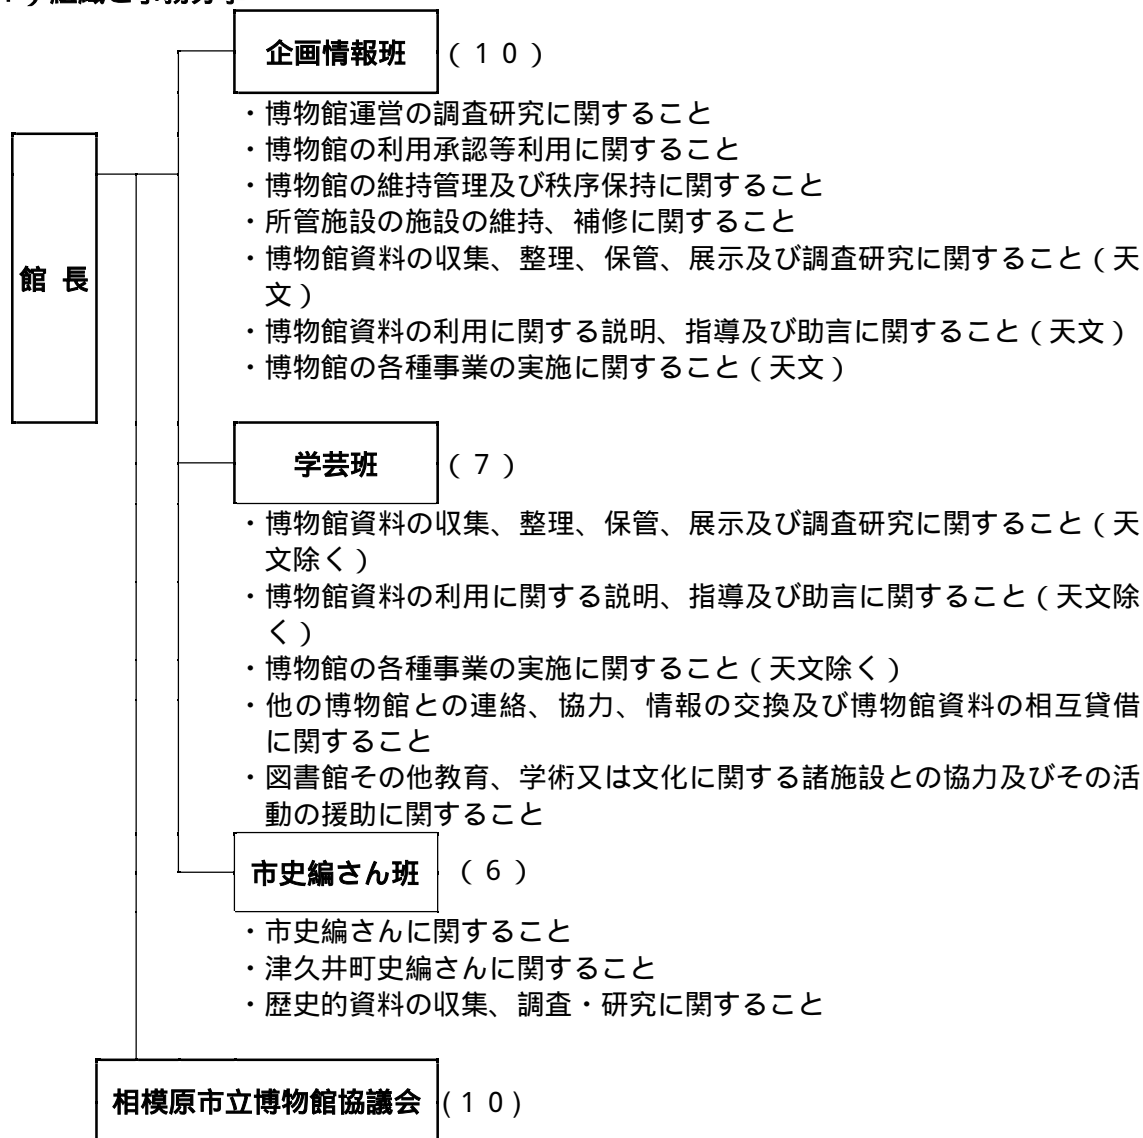 企画情報班 (10)
・博物館運営の調査研究に関すること
・博物館の利用承認等利用に関すること
・博物館の維持管理及び秩序保持に関すること
・所管施設の施設の維持、補修に関すること
・博物館資料の収集、整理、保管、展示及び調査研究に関すること(天
文)
・博物館資料の利用に関する説明、指導及び助言に関すること(天文)
・博物館の各種事業の実施に関すること(天文)
館 長
学芸班 (7)
・博物館資料の収集、整理、保管、展示及び調査研究に関すること(天
文除く)
・博物館資料の利用に関する説明、指導及び助言に関すること(天文除
く)
・博物館の各種事業の実施に関すること(天文除く)
・他の博物館との連絡、協力、情報の交換及び博物館資料の相互貸借
に関すること
・図書館その他教育、学術又は文化に関する諸施設との協力及びその活
動の援助に関すること
市史編さん班 (6)
・市史編さんに関すること
・津久井町史編さんに関すること
・歴史的資料の収集、調査・研究に関すること
相模原市立博物館協議会 (10)